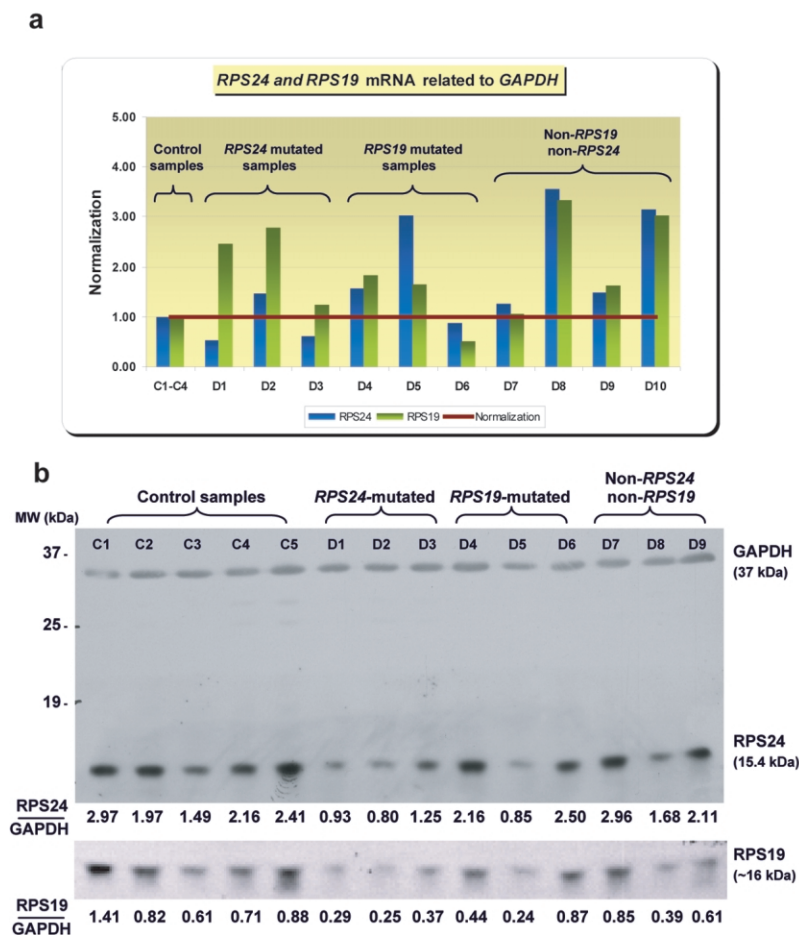 a
RPS24 and RPS19 mRNA related to GAPDH
5.00
4.00
3.00
2.00
1.00
0.00
Normalization
Control samples
RPS24 mutated samples
RPS19 mutated samples
Non-RPS19 non-RPS24
C1-C4 D1 D2 D3 D4 D5 D6 D7 D8 D9 D10
RPS24 RPS19 Normalization
b
Control samples
RPS24-mutated
RPS19-mutated
Non-RPS24
non-RPS19
MW (kDa)
C1 C2 C3 C4 C5 D1 D2 D3 D4 D5 D6 D7 D8 D9
37-
25-
19-
GAPDH
(37 kDa)
RPS24
(15.4 kDa)
RPS24
GAPDH
2.97 1.97 1.49 2.16 2.41 0.93 0.80 1.25 2.16 0.85 2.50 2.96 1.68 2.11
RPS19
(~16 kDa)
RPS19
GAPDH
1.41 0.82 0.61 0.71 0.88 0.29 0.25 0.37 0.44 0.24 0.87 0.85 0.39 0.61